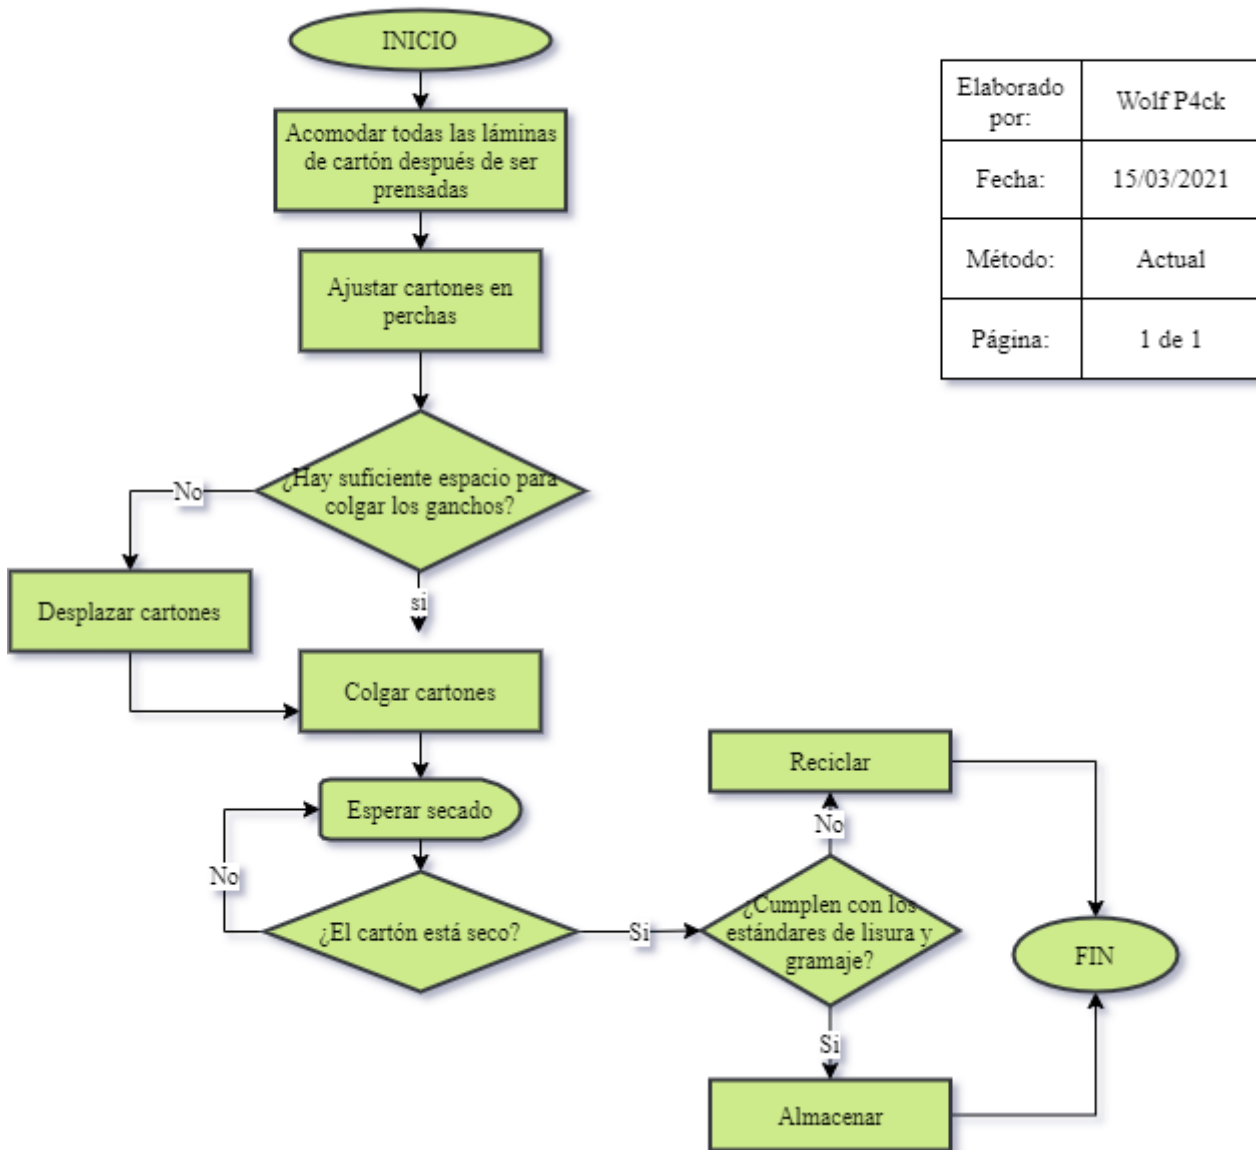 INICIO
Acomodar todas las láminas
de cartón después de ser
prensadas
Ajustar cartones en
perchas
¿Hay suficiente espacio para
colgar los ganchos?
No
si
Desplazar cartones
Colgar cartones
Esperar secado
No
¿El cartón está seco?
Si
¿Cumplen con los
estándares de lisura y
gramaje?
No
Reciclar
Si
Almacenar
FIN
Elaborado
por:
Wolf P4ck
Fecha:
15/03/2021
Método:
Actual
Página:
1 de 1